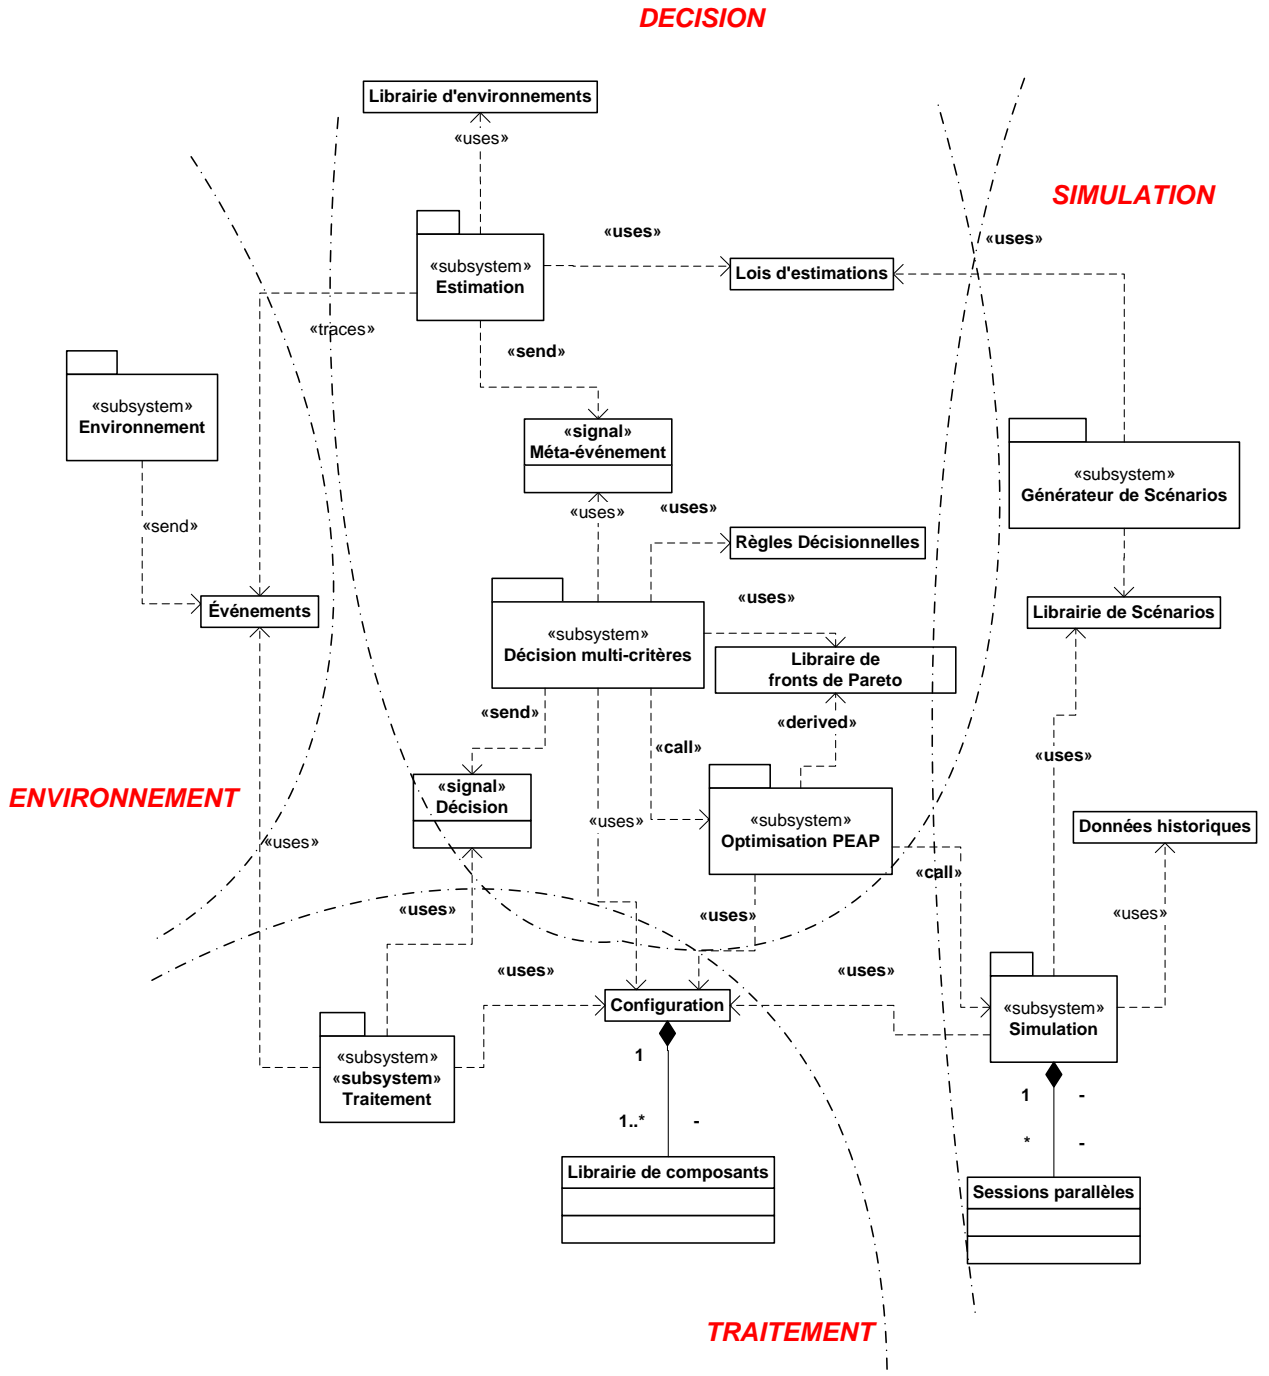 DECISION
Librairie d'environnements
«uses»
SIMULATION
«subsystem»
Estimation
«uses»
«uses»
Lois d'estimations
«traces»
«send»
«subsystem»
Environnement
«signal»
Méta-événement
«subsystem»
Générateur de Scénarios
«send»
«uses»
«uses»
Règles Décisionnelles
Événements
«uses»
Librairie de Scénarios
«subsystem»
Décision multi-critères
Libraire de
fronts de Pareto
«send»
«call»
«derived»
«uses»
ENVIRONNEMENT
«signal»
Décision
«uses»
«subsystem»
Optimisation PEAP
Données historiques
«uses»
«call»
«uses»
«uses»
«uses»
«uses»
«uses»
Configuration
«subsystem»
Simulation
«subsystem»
«subsystem»
Traitement
1
1..*
-
1
-
*
-
Librairie de composants
Sessions parallèles
TRAITEMENT